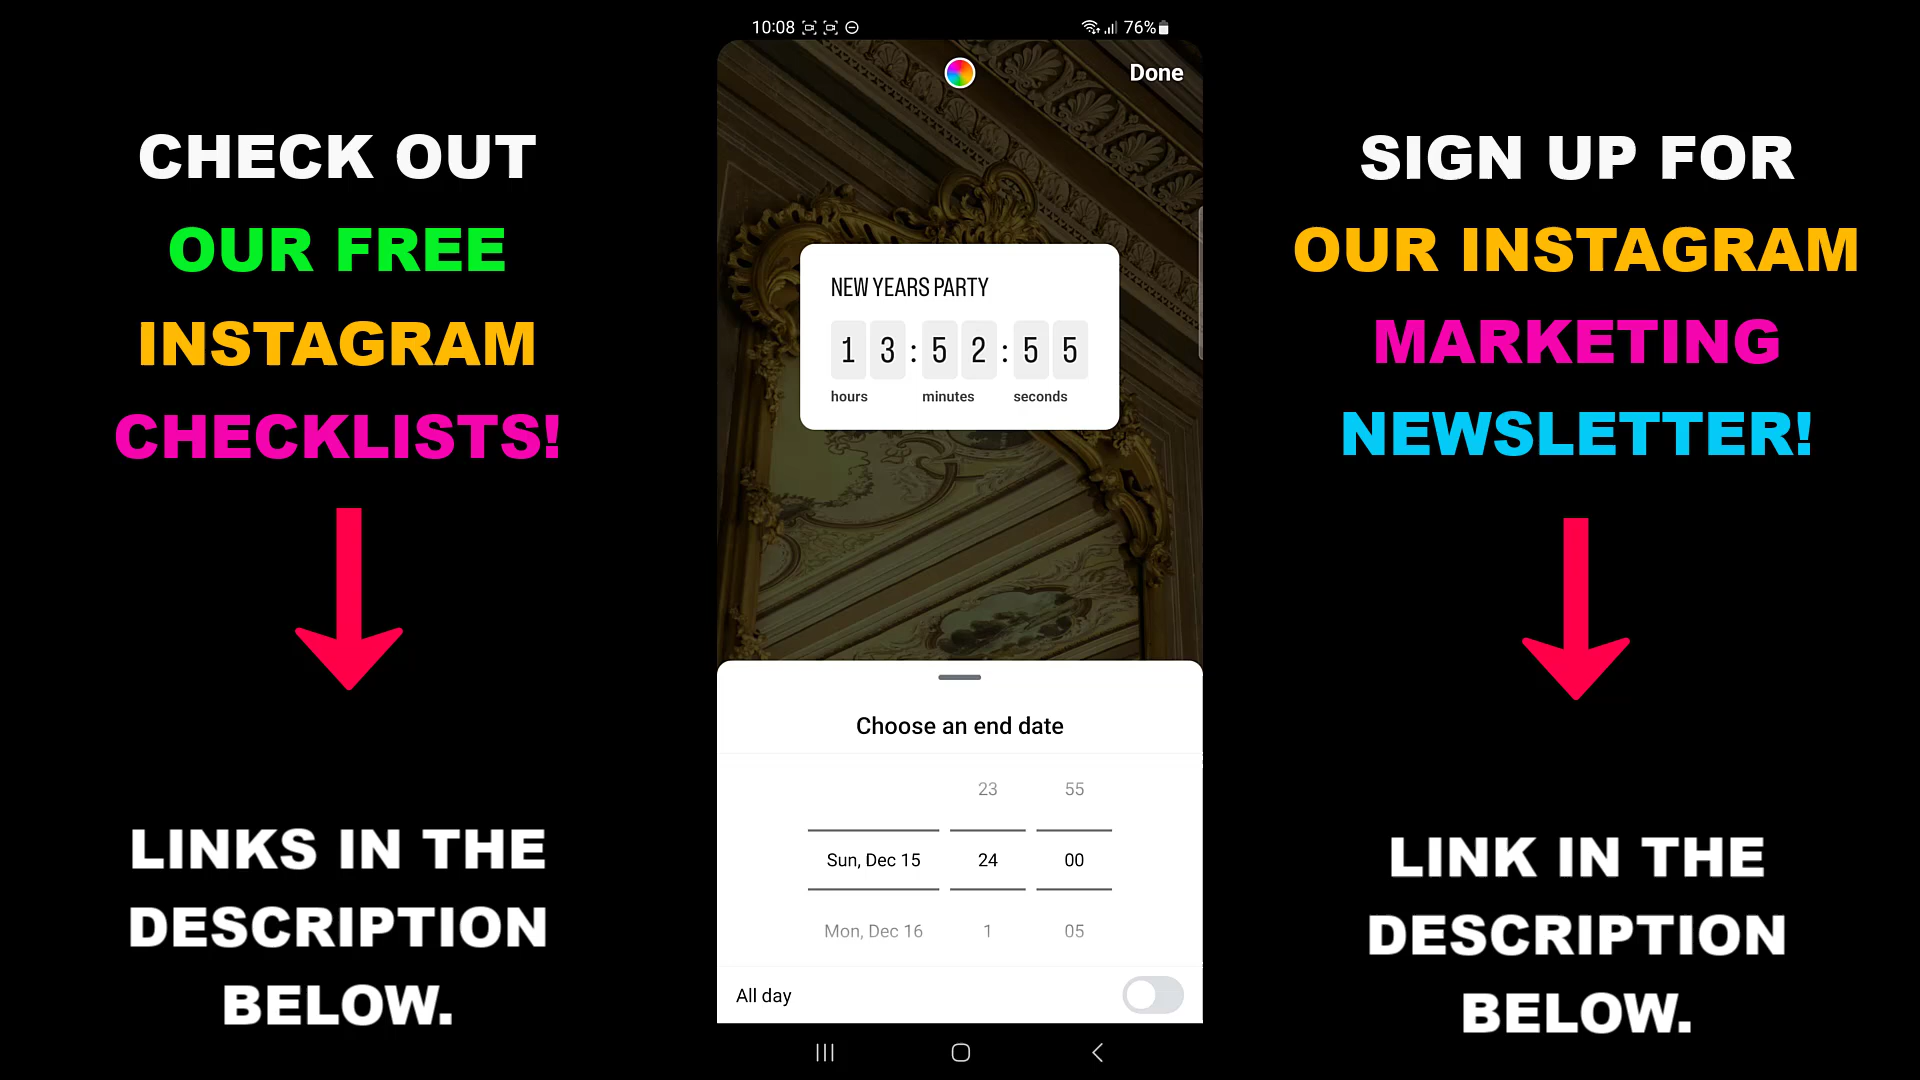 CHECK OUT
OUR FREE
INSTAGRAM
CHECKLISTS!
LINKS IN THE
DESCRIPTION
BELOW.
10:08 76%
Done
NEW YEARS PARTY
1 3 : 5 2 : 5 5
hours minutes seconds
Choose an end date
23 55
Sun, Dec 15 24 00
Mon, Dec 16 1 05
All day
SIGN UP FOR
OUR INSTAGRAM
MARKETING
NEWSLETTER!
LINK IN THE
DESCRIPTION
BELOW.